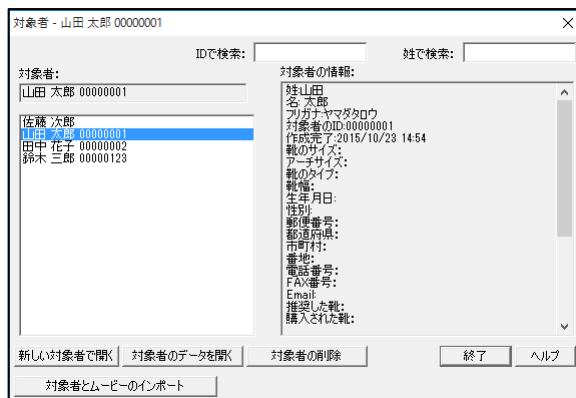 対象者 - 山田 太郎 00000001
IDで検索:
姓で検索:
対象者:
山田 太郎 00000001
佐藤 次郎
山田 太郎 00000001
田中 花子 00000002
鈴木 三郎 00000123
対象者の情報:
姓:山田
名: 太郎
フリガナ:ヤマダタロウ
対象者のID:00000001
作成完了:2015/10/23 14:54
靴のサイズ:
アーチサイズ:
靴のタイプ:
靴幅:
生年月日:
性別:
郵便番号:
都道府県:
市町村:
番地:
電話番号:
FAX番号:
Email:
推奨した靴:
購入された靴:
新しい対象者で開く 対象者のデータを開く 対象者の削除 終了 ヘルプ
対象者とムービーのインポート